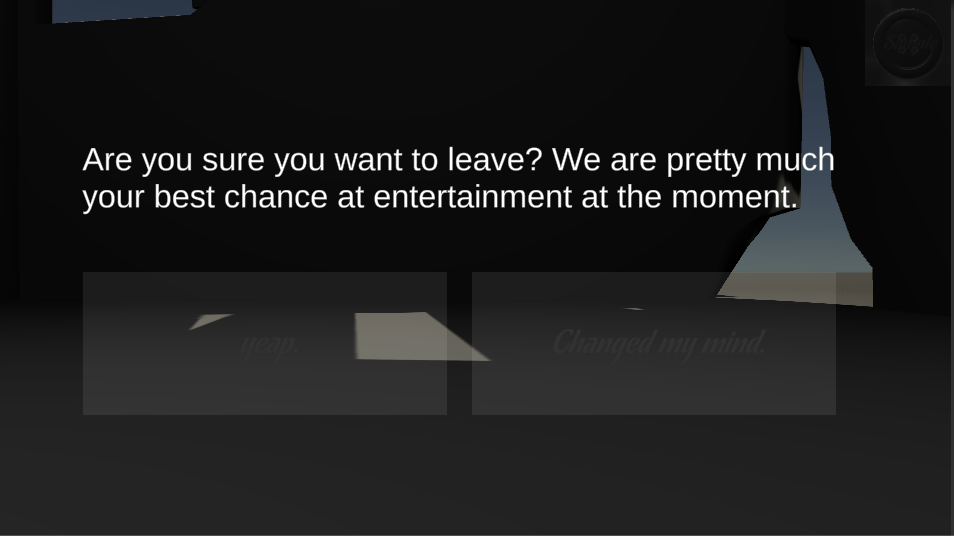 Are you sure you want to leave? We are pretty much
your best chance at entertainment at the moment.
yeap.
Changed my mind.